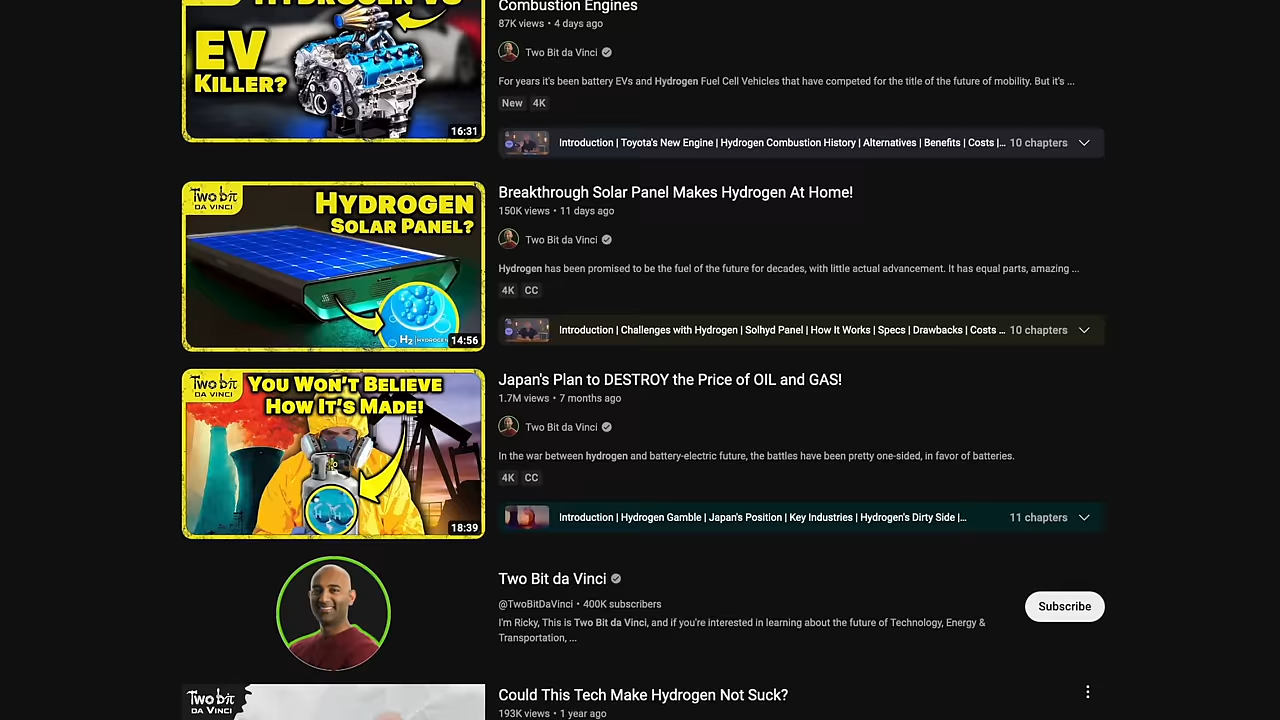 HYDROGEN VS
EV
KILLER?
16:31
Combustion Engines
87K views • 4 days ago
Two Bit da Vinci
For years it's been battery EVs and Hydrogen Fuel Cell Vehicles that have competed for the title of the future of mobility. But it's ...
New 4K
Introduction | Toyota's New Engine | Hydrogen Combustion History | Alternatives | Benefits | Costs |... 10 chapters
Two bit
DA VINCI
HYDROGEN
SOLAR PANEL?
H2 | HYDROGEN
14:56
Breakthrough Solar Panel Makes Hydrogen At Home!
150K views • 11 days ago
Two Bit da Vinci
Hydrogen has been promised to be the fuel of the future for decades, with little actual advancement. It has equal parts, amazing ...
4K CC
Introduction | Challenges with Hydrogen | Solhyd Panel | How It Works | Specs | Drawbacks | Costs ... 10 chapters
Two bit
DA VINCI
YOU WON'T BELIEVE
HOW IT'S MADE!
18:39
Japan's Plan to DESTROY the Price of OIL and GAS!
1.7M views • 7 months ago
Two Bit da Vinci
In the war between hydrogen and battery-electric future, the battles have been pretty one-sided, in favor of batteries.
4K CC
Introduction | Hydrogen Gamble | Japan's Position | Key Industries | Hydrogen's Dirty Side |... 11 chapters
Two Bit da Vinci
@TwoBitDaVinci • 400K subscribers
I'm Ricky, This is Two Bit da Vinci, and if you're interested in learning about the future of Technology, Energy &
Transportation, ...
Subscribe
Two bit
DA VINCI
Could This Tech Make Hydrogen Not Suck?
193K views • 1 year ago